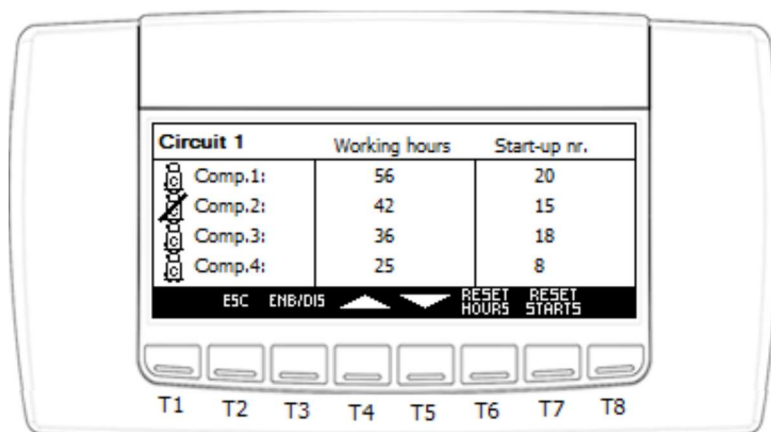 Circuit 1 Working hours Start-up nr.
Comp.1: 56 20
Comp.2: 42 15
Comp.3: 36 18
Comp.4: 25 8
ESC ENB/DIS RESET HOURS RESET STARTS
T1 T2 T3 T4 T5 T6 T7 T8